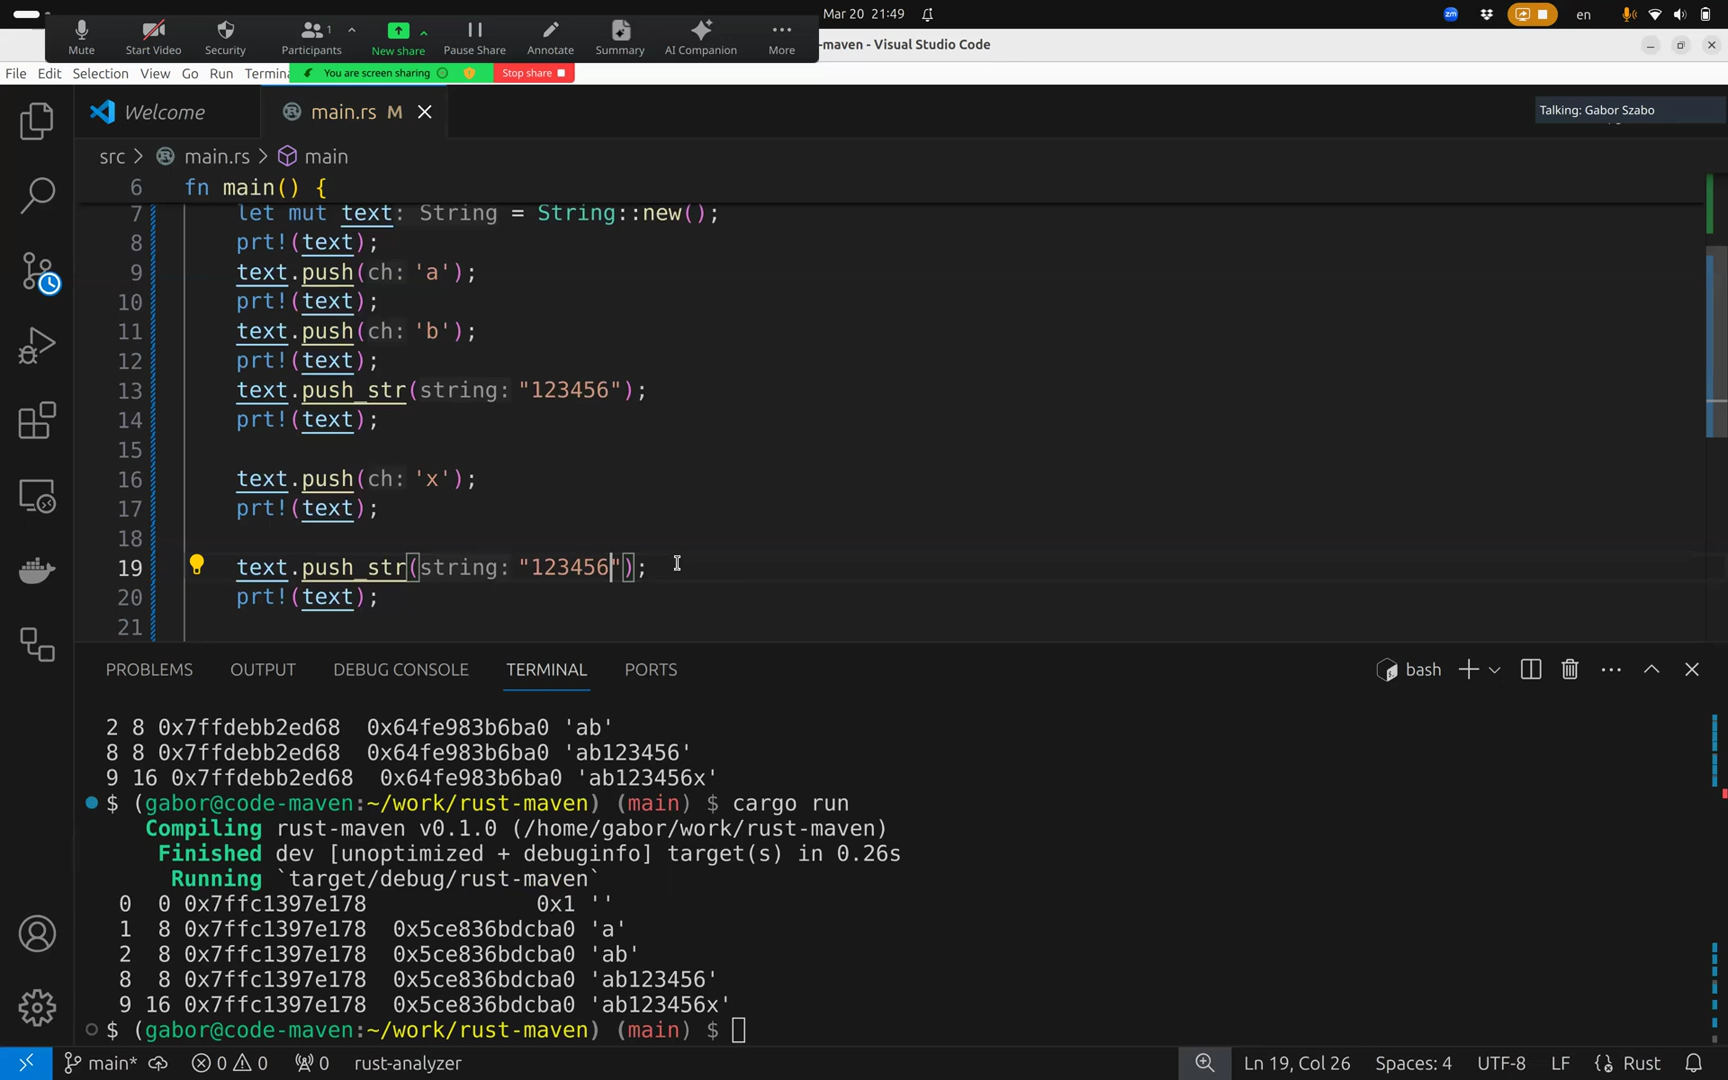 Mar 20 21:49
en
Mute
Start Video
Security
Participants 1
New share
Pause Share
Annotate
Summary
AI Companion
More
-maven - Visual Studio Code
File Edit Selection View Go Run Termin
You are screen sharing
Stop share
Welcome
main.rs M
Talking: Gabor Szabo
src > main.rs > main
6 fn main() {
7 let mut text: String = String::new();
8 prt!(text);
9 text.push(ch: 'a');
10 prt!(text);
11 text.push(ch: 'b');
12 prt!(text);
13 text.push_str(string: "123456");
14 prt!(text);
15
16 text.push(ch: 'x');
17 prt!(text);
18
19 text.push_str(string: "123456");
20 prt!(text);
21
PROBLEMS OUTPUT DEBUG CONSOLE TERMINAL PORTS
bash
2 8 0x7ffdebb2ed68 0x64fe983b6ba0 'ab'
8 8 0x7ffdebb2ed68 0x64fe983b6ba0 'ab123456'
9 16 0x7ffdebb2ed68 0x64fe983b6ba0 'ab123456x'
$ (gabor@code-maven:~/work/rust-maven) (main) $ cargo run
Compiling rust-maven v0.1.0 (/home/gabor/work/rust-maven)
Finished dev [unoptimized + debuginfo] target(s) in 0.26s
Running `target/debug/rust-maven`
0 0 0x7ffc1397e178 0x1 ''
1 8 0x7ffc1397e178 0x5ce836bdcba0 'a'
2 8 0x7ffc1397e178 0x5ce836bdcba0 'ab'
8 8 0x7ffc1397e178 0x5ce836bdcba0 'ab123456'
9 16 0x7ffc1397e178 0x5ce836bdcba0 'ab123456x'
$ (gabor@code-maven:~/work/rust-maven) (main) $
main* 0 0 0 rust-analyzer
Ln 19, Col 26 Spaces: 4 UTF-8 LF Rust